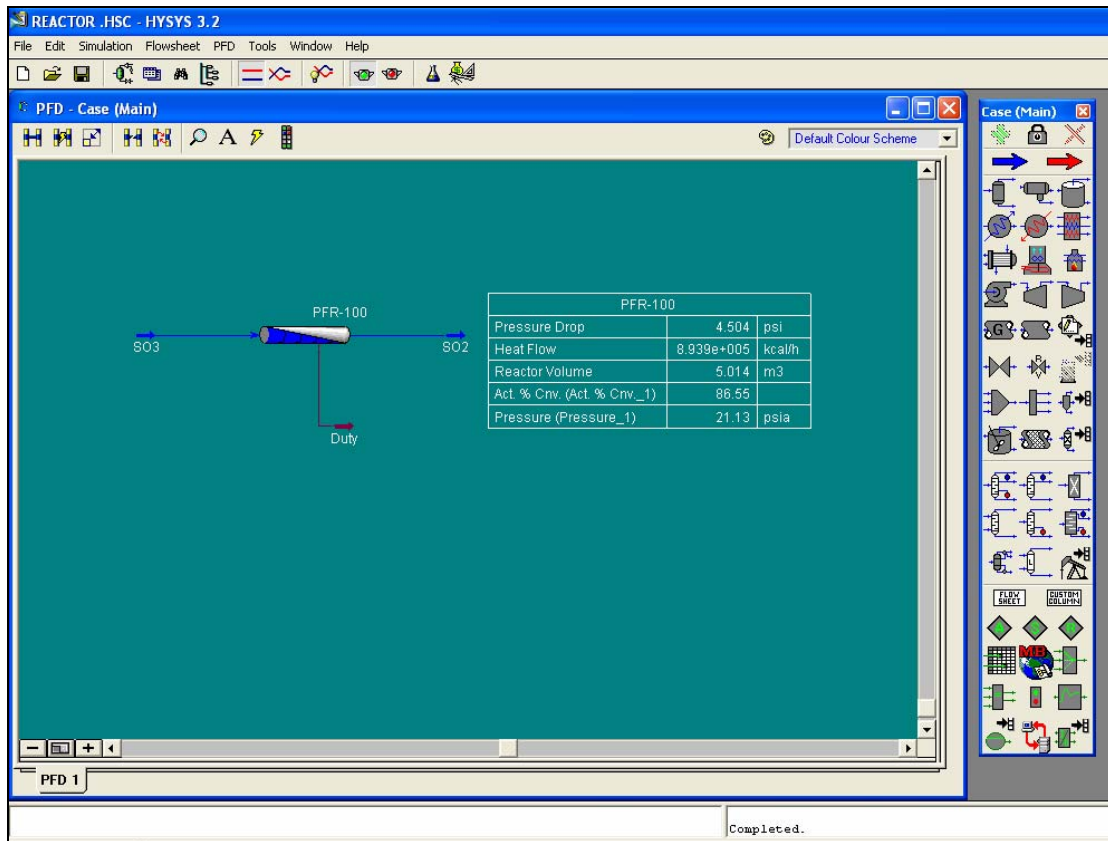 REACTOR .HSC - HYSYS 3.2
File Edit Simulation Flowsheet PFD Tools Window Help
PFD - Case (Main)
A
Default Colour Scheme
Case (Main)
PFR-100
SO3
SO2
Duty
PFR-100
Pressure Drop 4.504 psi
Heat Flow 8.939e+005 kcal/h
Reactor Volume 5.014 m3
Act. % Cnv. (Act. % Cnv._1) 86.55
Pressure (Pressure_1) 21.13 psia
G
FLOW SHEET
CUSTOM COLUMN
MB
PFD 1
Completed.